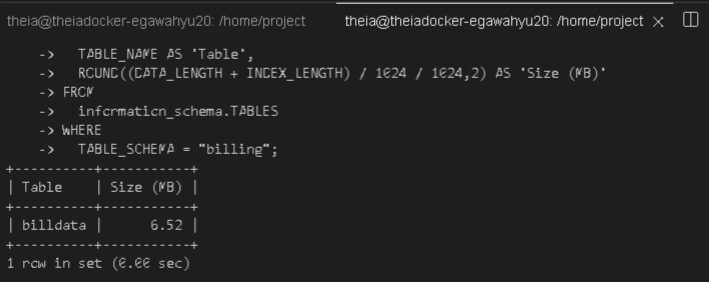 theia@theiadocker-egawahyu20: /home/project theia@theiadocker-egawahyu20: /home/project
-> TABLE_NAME AS 'Table',
-> ROUND((DATA_LENGTH + INDEX_LENGTH) / 1024 / 1024,2) AS 'Size (MB)'
-> FROM
-> information_schema.TABLES
-> WHERE
-> TABLE_SCHEMA = "billing";
+----------+-----------+
| Table | Size (MB) |
+----------+-----------+
| billdata | 6.52 |
+----------+-----------+
1 row in set (0.00 sec)